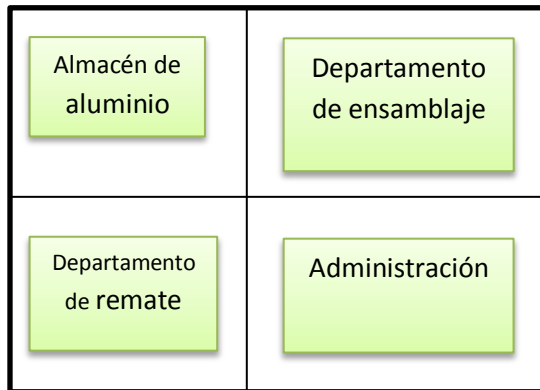 Almacén de
aluminio
Departamento
de ensamblaje
Departamento
de remate
Administración